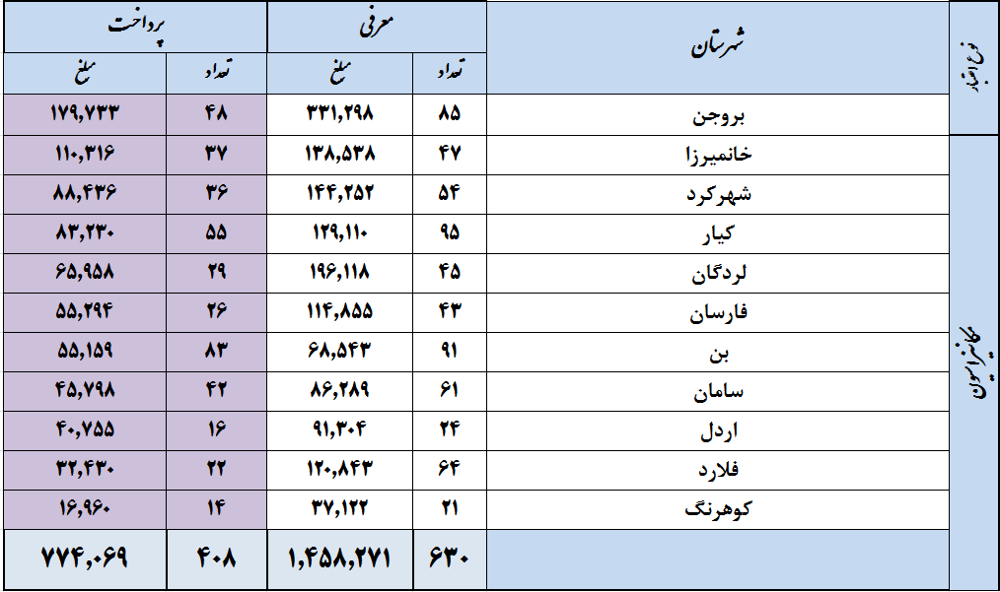 نوع اعتبار شهرستان معرفی پرداخت
تعداد مبلغ تعداد مبلغ
بروجن ۸۵ ۳۳۱,۲۹۸ ۴۸ ۱۷۹,۷۳۳
مکانیزاسیون
خانمیرزا ۴۷ ۱۳۸,۵۳۸ ۳۷ ۱۱۰,۳۱۶
شهرکرد ۵۴ ۱۴۴,۲۵۲ ۳۶ ۸۸,۴۳۶
کیار ۹۵ ۱۲۹,۱۱۰ ۵۵ ۸۳,۲۳۰
لردگان ۴۵ ۱۹۶,۱۱۸ ۲۹ ۶۵,۹۵۸
فارسان ۴۳ ۱۱۴,۸۵۵ ۲۶ ۵۵,۲۹۴
بن ۹۱ ۶۸,۵۴۳ ۸۳ ۵۵,۱۵۹
سامان ۶۱ ۸۶,۲۸۹ ۴۲ ۴۵,۷۹۸
اردل ۲۴ ۹۱,۳۰۴ ۱۶ ۴۰,۷۵۵
فلارد ۶۴ ۱۲۰,۸۴۳ ۲۲ ۳۲,۴۳۰
کوهرنگ ۲۱ ۳۷,۱۲۲ ۱۴ ۱۶,۹۶۰
۶۳۰ ۱,۴۵۸,۲۷۱ ۴۰۸ ۷۷۴,۰۶۹